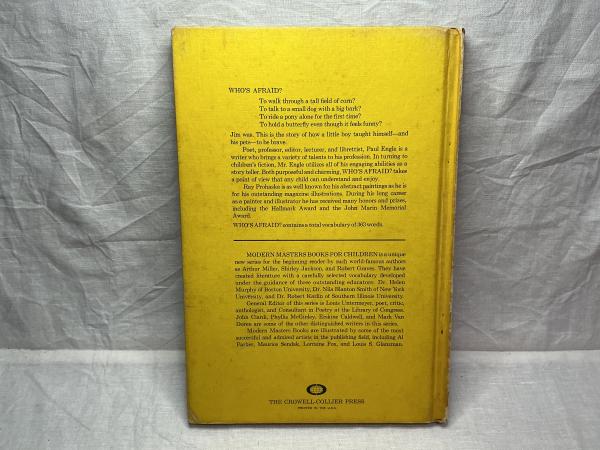 WHO'S AFRAID?
To walk through a tall field of corn?
To talk to a small dog with a big bark?
To ride a pony alone for the first time?
To hold a butterfly even though it feels funny?
Jim was. This is the story of how a little boy taught himself—and
his pets—to be brave.
Poet, professor, editor, lecturer, and librettist, Paul Engle is a
writer who brings a variety of talents to his profession. In turning to
children's fiction, Mr. Engle utilizes all of his engaging abilities as a
story teller. Both purposeful and charming, WHO'S AFRAID? takes
a point of view that any child can understand and enjoy.
Ray Prohaska is as well known for his abstract paintings as he is
for his outstanding magazine illustrations. During his long career
as a painter and illustrator he has received many honors and prizes,
including the Hallmark Award and the John Marin Memorial
Award.
WHO'S AFRAID? contains a total vocabulary of 363 words.
MODERN MASTERS BOOKS FOR CHILDREN is a unique
new series for the beginning reader by such world-famous authors
as Arthur Miller, Shirley Jackson, and Robert Graves. They have
created literature with a carefully selected vocabulary developed
under the guidance of three outstanding educators: Dr. Helen
Murphy of Boston University, Dr. Nila Blanton Smith of New York
University, and Dr. Robert Karlin of Southern Illinois University.
General Editor of this series is Louis Untermeyer, poet, critic,
anthologist, and Consultant in Poetry at the Library of Congress.
John Ciardi, Phyllis McGinley, Erskine Caldwell, and Mark Van
Doren are some of the other distinguished writers in this series.
Modern Masters Books are illustrated by some of the most
successful and admired artists in the publishing field, including Al
Parker, Maurice Sendak, Lorraine Fox, and Louis S. Glanzman.
THE CROWELL-COLLIER PRESS
PRINTED IN THE U.S.A.